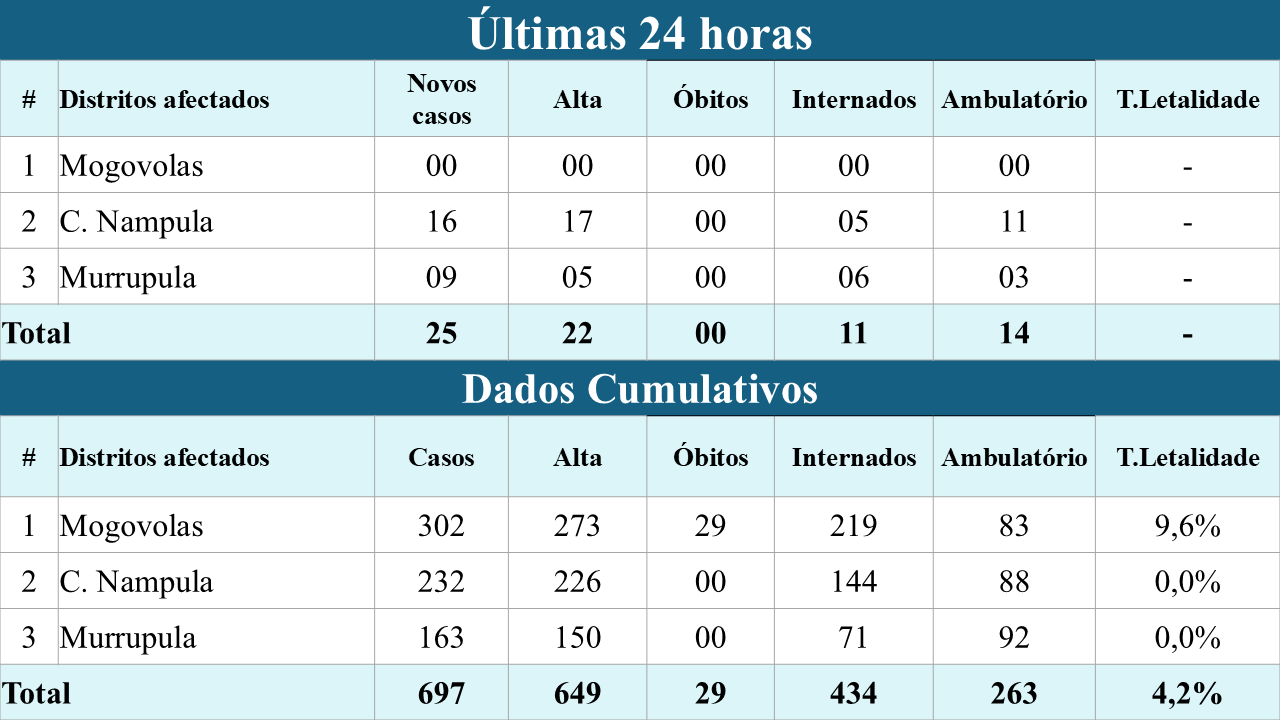 Últimas 24 horas
# Distritos afectados Novos casos Alta Óbitos Internados Ambulatório T.Letalidade
1 Mogovolas 00 00 00 00 00 -
2 C. Nampula 16 17 00 05 11 -
3 Murrupula 09 05 00 06 03 -
Total 25 22 00 11 14 -
Dados Cumulativos
# Distritos afectados Casos Alta Óbitos Internados Ambulatório T.Letalidade
1 Mogovolas 302 273 29 219 83 9,6%
2 C. Nampula 232 226 00 144 88 0,0%
3 Murrupula 163 150 00 71 92 0,0%
Total 697 649 29 434 263 4,2%